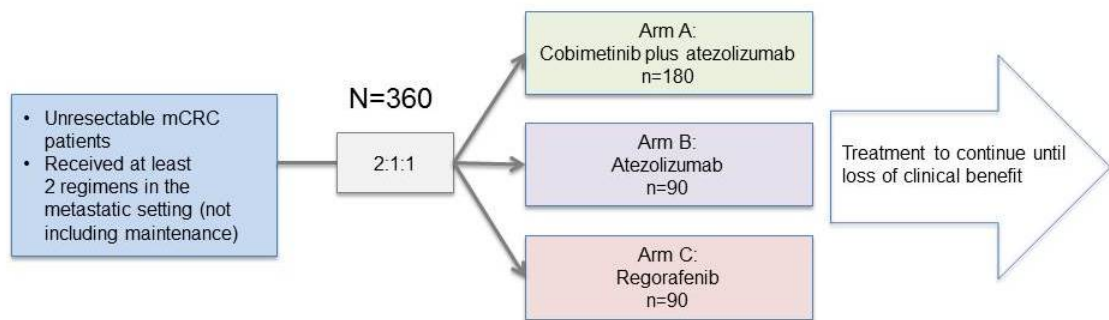 • Unresectable mCRC
patients
• Received at least
2 regimens in the
metastatic setting (not
including maintenance)
N=360
2:1:1
Arm A:
Cobimetinib plus atezolizumab
n=180
Arm B:
Atezolizumab
n=90
Arm C:
Regorafenib
n=90
Treatment to continue until
loss of clinical benefit